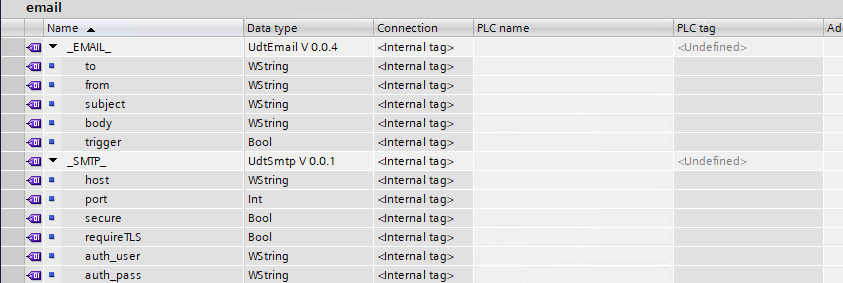 email
Name Data type Connection PLC name PLC tag Ad
_EMAIL_ UdtEmail V 0.0.4 <Internal tag> <Undefined>
to WString <Internal tag>
from WString <Internal tag>
subject WString <Internal tag>
body WString <Internal tag>
trigger Bool <Internal tag>
_SMTP_ UdtSmtp V 0.0.1 <Internal tag> <Undefined>
host WString <Internal tag>
port Int <Internal tag>
secure Bool <Internal tag>
requireTLS Bool <Internal tag>
auth_user WString <Internal tag>
auth_pass WString <Internal tag>